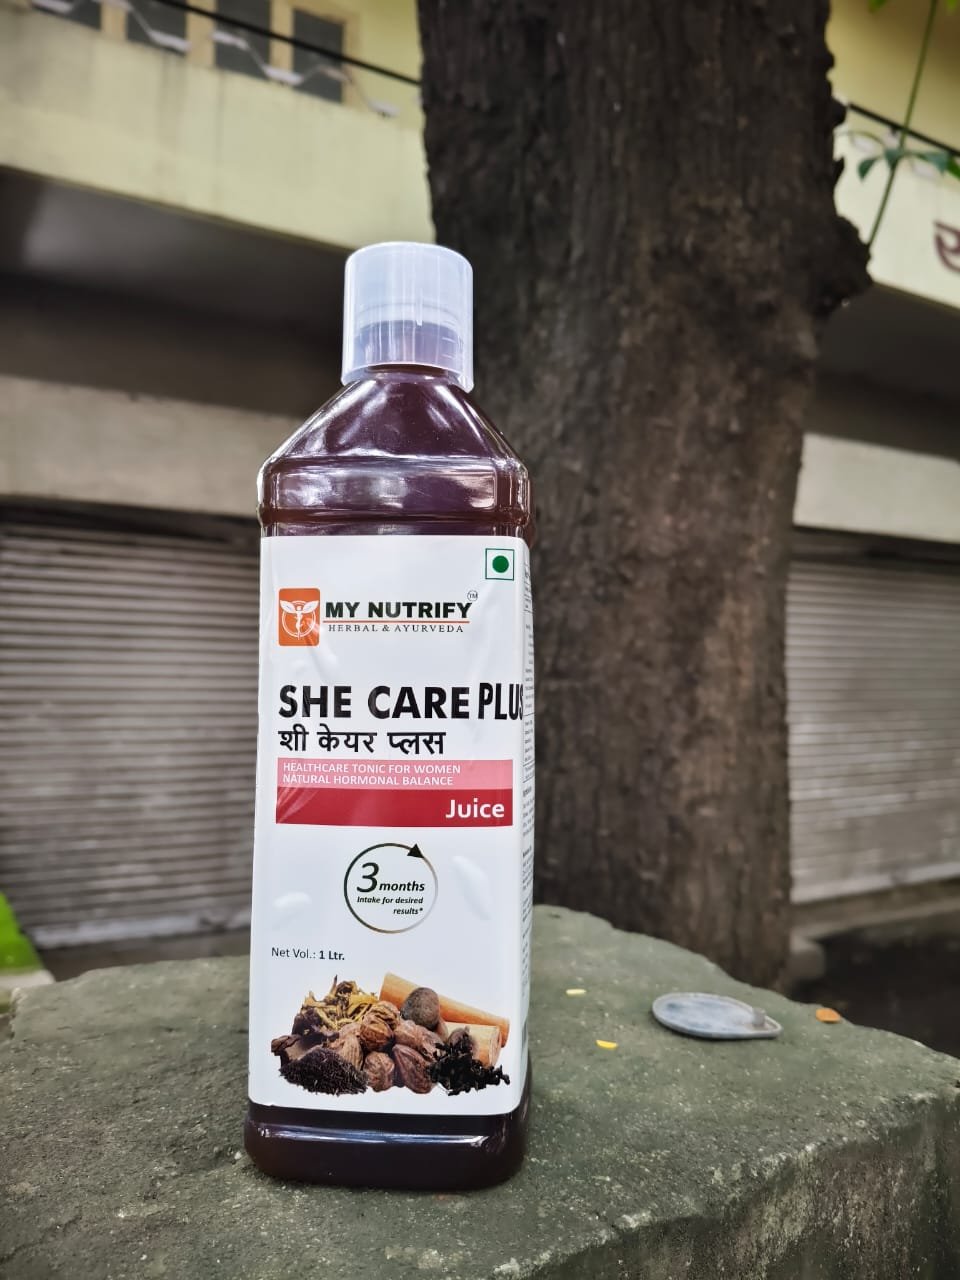 MY NUTRIFY TM
HERBAL & AYURVEDA
SHE CARE PLUS
शी केयर प्लस
HEALTHCARE TONIC FOR WOMEN
NATURAL HORMONAL BALANCE
Juice
3 months
Intake for desired
results*
Net Vol.: 1 Ltr.